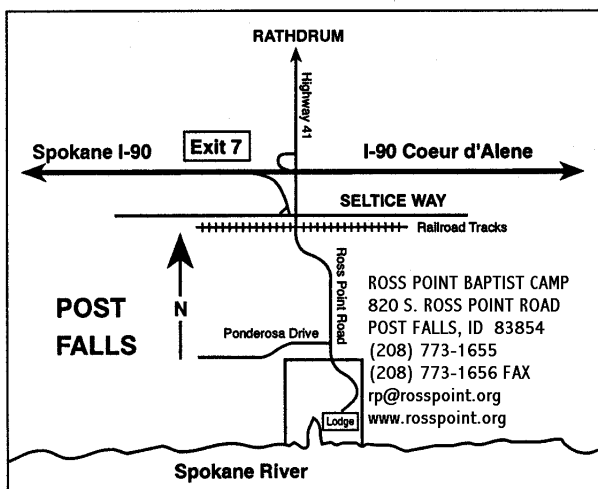 RATHDRUM
Highway 41
Spokane I-90
Exit 7
I-90 Coeur d'Alene
SELTICE WAY
Railroad Tracks
Ross Point Road
POST
FALLS
N
Ponderosa Drive
ROSS POINT BAPTIST CAMP
820 S. ROSS POINT ROAD
POST FALLS, ID 83854
(208) 773-1655
(208) 773-1656 FAX
rp@rosspoint.org
www.rosspoint.org
Lodge
Spokane River